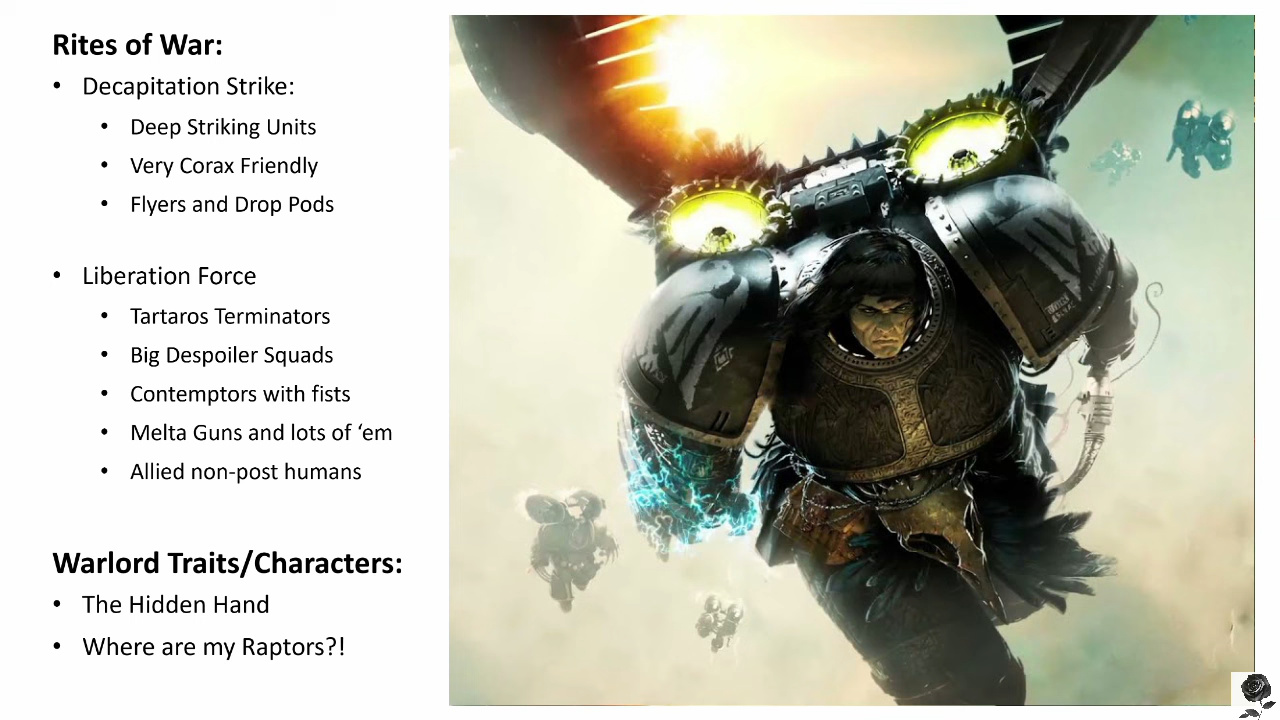 Rites of War:
• Decapitation Strike:
• Deep Striking Units
• Very Corax Friendly
• Flyers and Drop Pods
• Liberation Force
• Tartaros Terminators
• Big Despoiler Squads
• Contemptors with fists
• Melta Guns and lots of ‘em
• Allied non-post humans
Warlord Traits/Characters:
• The Hidden Hand
• Where are my Raptors?!